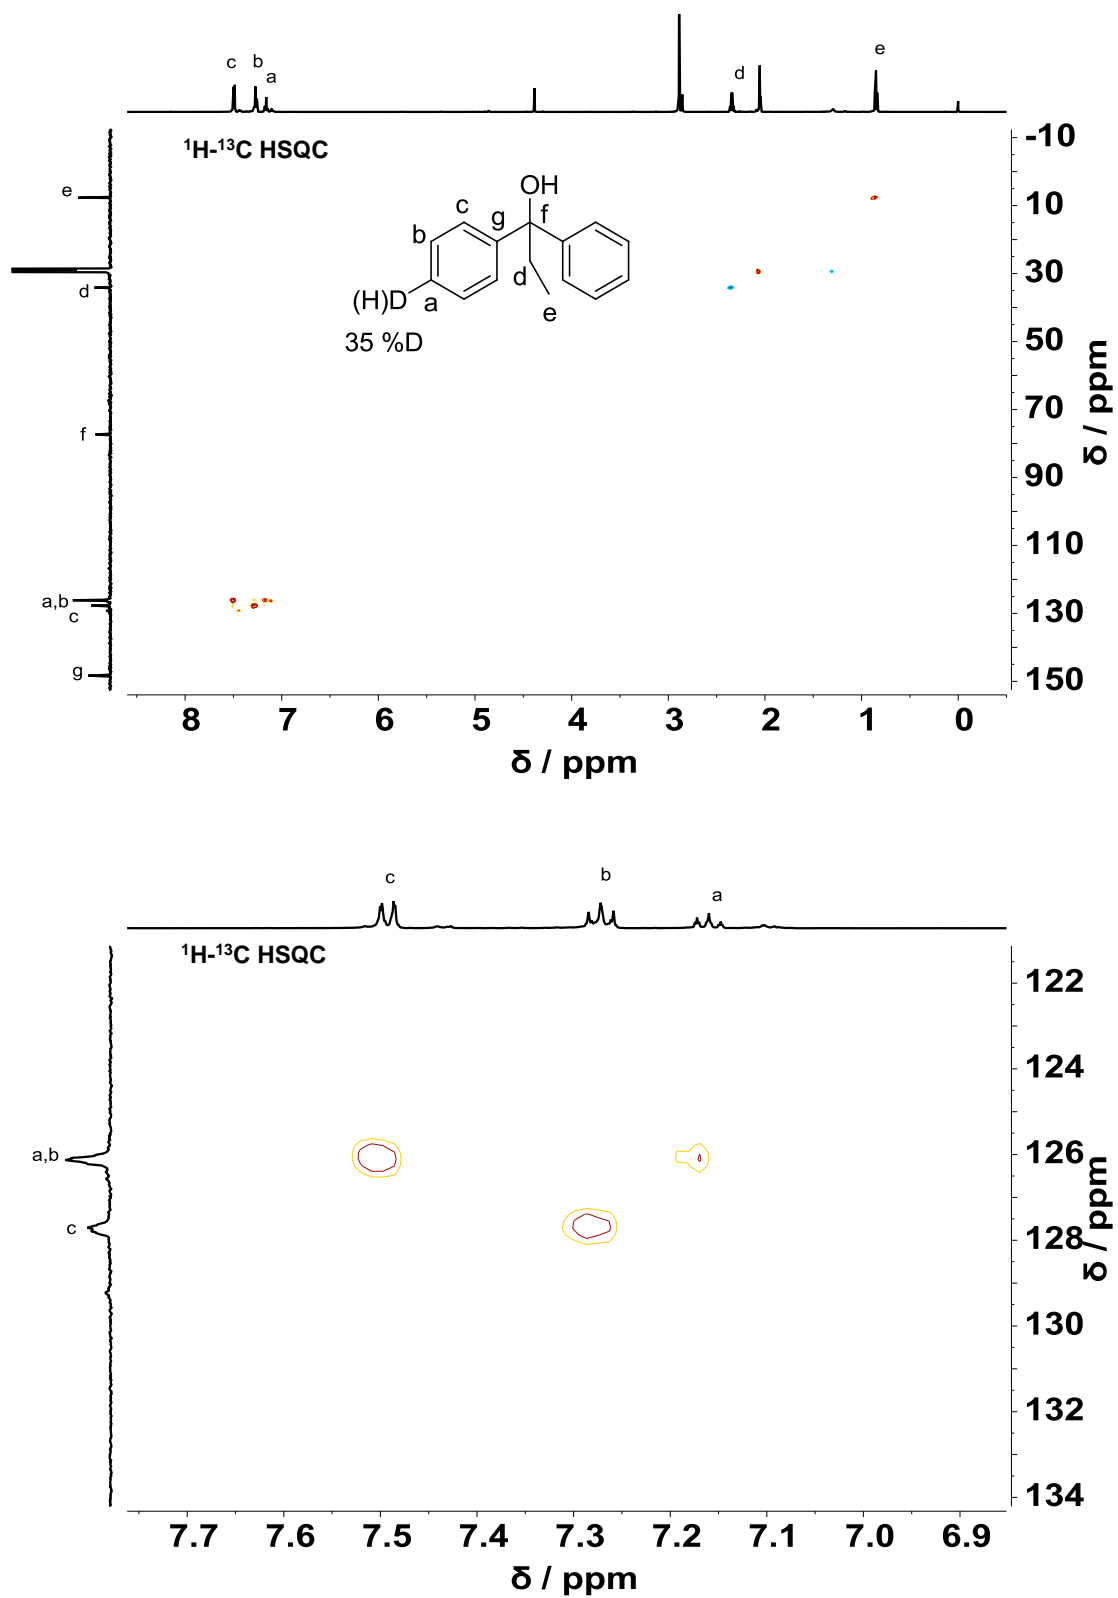 c b a d e
¹H-¹³C HSQC
-10
e
10
30
d
50
70
f
90
110
a,b
130
c
g
150
δ / ppm
OH
c
g
f
b
d
(H)D
a
e
35 %D
8 7 6 5 4 3 2 1 0
δ / ppm
c b a
¹H-¹³C HSQC
122
124
a,b
126
c
128
130
132
134
δ / ppm
7.7 7.6 7.5 7.4 7.3 7.2 7.1 7.0 6.9
δ / ppm